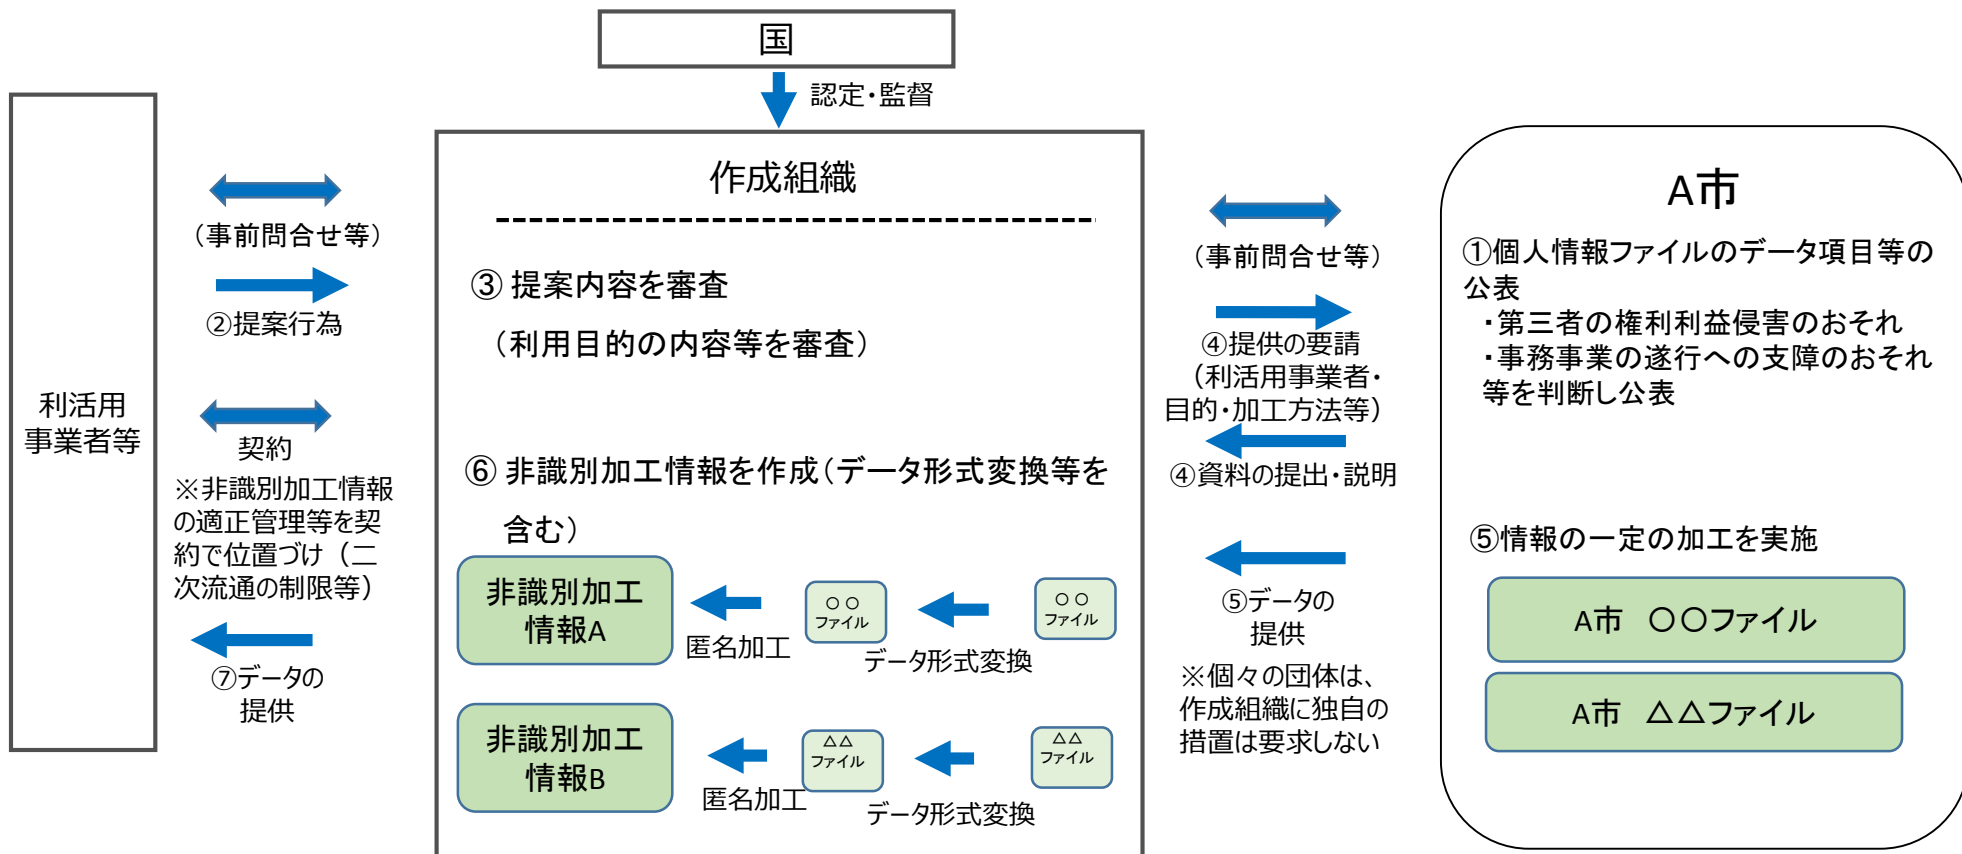 国
認定・監督
利活用
事業者等
（事前問合せ等）
②提案行為
契約
※非識別加工情報
の適正管理等を契
約で位置づけ（二
次流通の制限等）
⑦データの
提供
作成組織
③ 提案内容を審査
（利用目的の内容等を審査）
⑥ 非識別加工情報を作成（データ形式変換等を
含む）
非識別加工
情報A
匿名加工
○○
ファイル
データ形式変換
○○
ファイル
非識別加工
情報B
匿名加工
△△
ファイル
データ形式変換
△△
ファイル
（事前問合せ等）
④提供の要請
（利活用事業者・
目的・加工方法等）
④資料の提出・説明
⑤データの
提供
※個々の団体は、
作成組織に独自の
措置は要求しない
A市
①個人情報ファイルのデータ項目等の
公表
・第三者の権利利益侵害のおそれ
・事務事業の遂行への支障のおそれ
等を判断し公表
⑤情報の一定の加工を実施
A市　〇〇ファイル
A市　△△ファイル